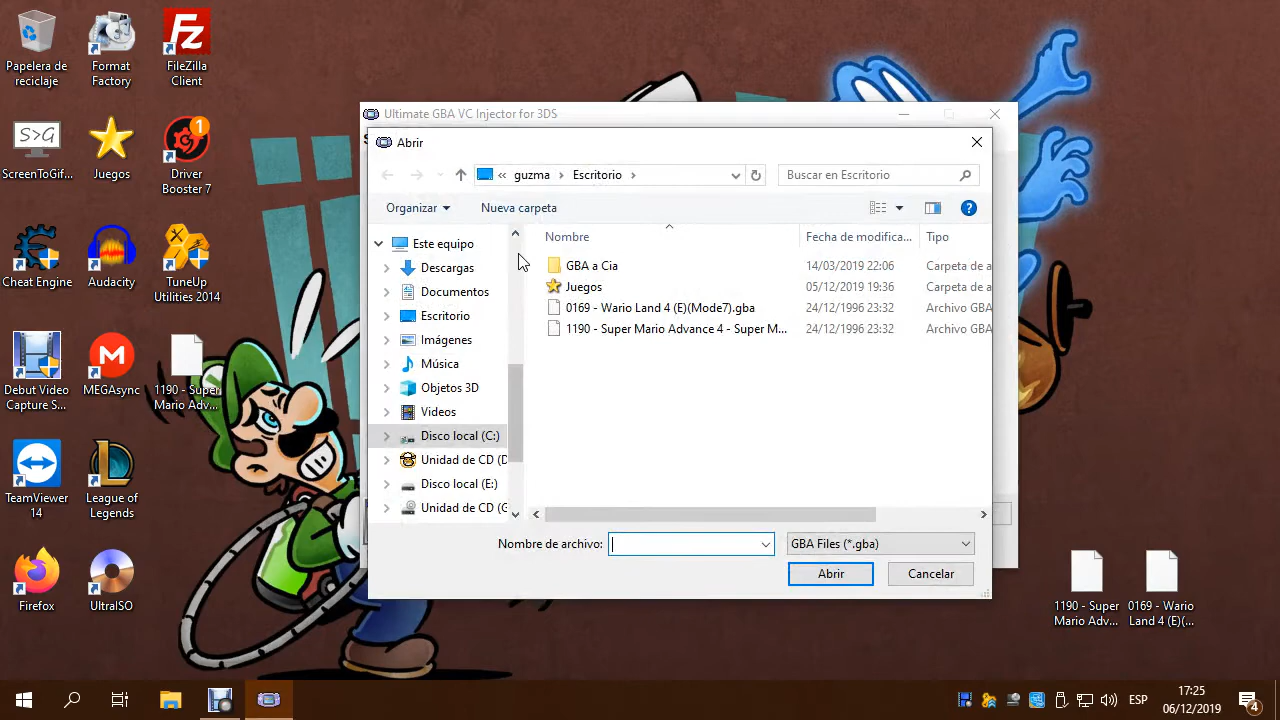 Papelera de
reciclaje
Format
Factory
FileZilla
Client
S>G
ScreenToGif...
Juegos
1
Driver
Booster 7
Cheat Engine
Audacity
TuneUp
Utilities 2014
Debut Video
Capture S...
MEGAsync
1190 - Super
Mario Adv...
TeamViewer
14
League of
Legends
Firefox
UltraISO
Ultimate GBA VC Injector for 3DS
Abrir
« guzma > Escritorio >
Buscar en Escritorio
Organizar
Nueva carpeta
Este equipo
Descargas
Documentos
Escritorio
Imágenes
Música
Objetos 3D
Videos
Disco local (C:)
Unidad de CD (D
Disco local (E:)
Unidad de CD (G
Nombre
Fecha de modifica...
Tipo
GBA a Cia
14/03/2019 22:06
Carpeta de a
Juegos
05/12/2019 19:36
Carpeta de a
0169 - Wario Land 4 (E)(Mode7).gba
24/12/1996 23:32
Archivo GBA
1190 - Super Mario Advance 4 - Super M...
24/12/1996 23:32
Archivo GBA
Nombre de archivo:
GBA Files (*.gba)
Abrir
Cancelar
1190 - Super
Mario Adv...
0169 - Wario
Land 4 (E)(...
ESP
17:25
06/12/2019
4